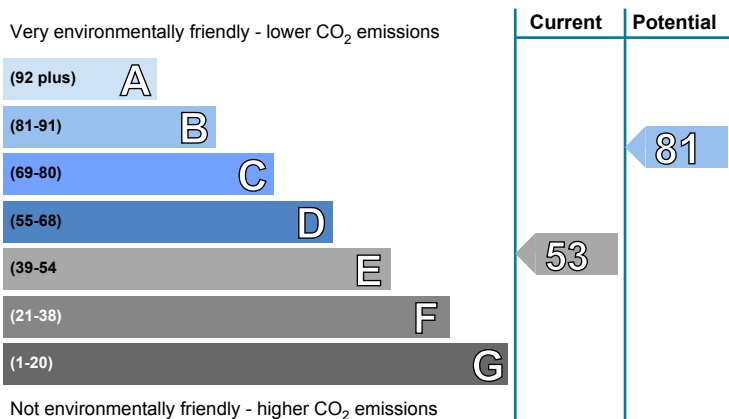 Current Potential
Very environmentally friendly - lower CO2 emissions
(92 plus) A
(81-91) B
81
(69-80) C
(55-68) D
53
(39-54 E
(21-38) F
(1-20) G
Not environmentally friendly - higher CO2 emissions